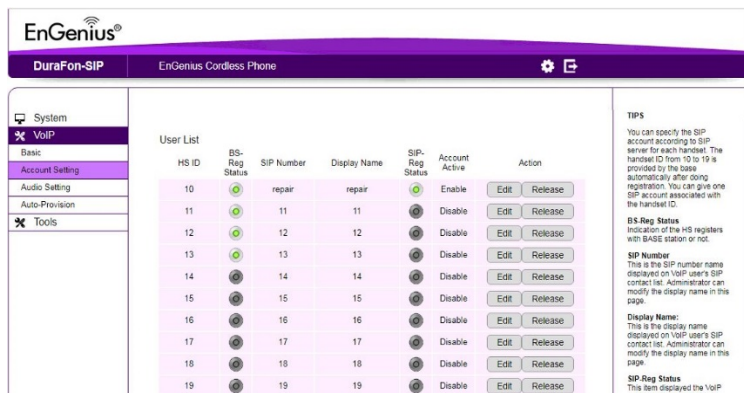 EnGenius®
DuraFon-SIP EnGenius Cordless Phone
System
VoIP
Basic
Account Setting
Audio Setting
Auto-Provision
Tools
User List
HS ID BS-Reg Status SIP Number Display Name SIP-Reg Status Account Active Action
10 repair repair Enable Edit Release
11 11 11 Disable Edit Release
12 12 12 Disable Edit Release
13 13 13 Disable Edit Release
14 14 14 Disable Edit Release
15 15 15 Disable Edit Release
16 16 16 Disable Edit Release
17 17 17 Disable Edit Release
18 18 18 Disable Edit Release
19 19 19 Disable Edit Release
TIPS
You can specify the SIP
account according to SIP
server for each handset. The
handset ID from 10 to 19 is
provided by the base
automatically after doing
registration. You can give one
SIP account associated with
the handset ID.
BS-Reg Status
Indication of the HS registers
with BASE station or not.
SIP Number
This is the SIP number name
displayed on VoIP user's SIP
contact list. Administrator can
modify the display name in this
page.
Display Name:
This is the display name
displayed on VoIP user's SIP
contact list. Administrator can
modify the display name in this
page.
SIP-Reg Status
This item displayed the VoIP